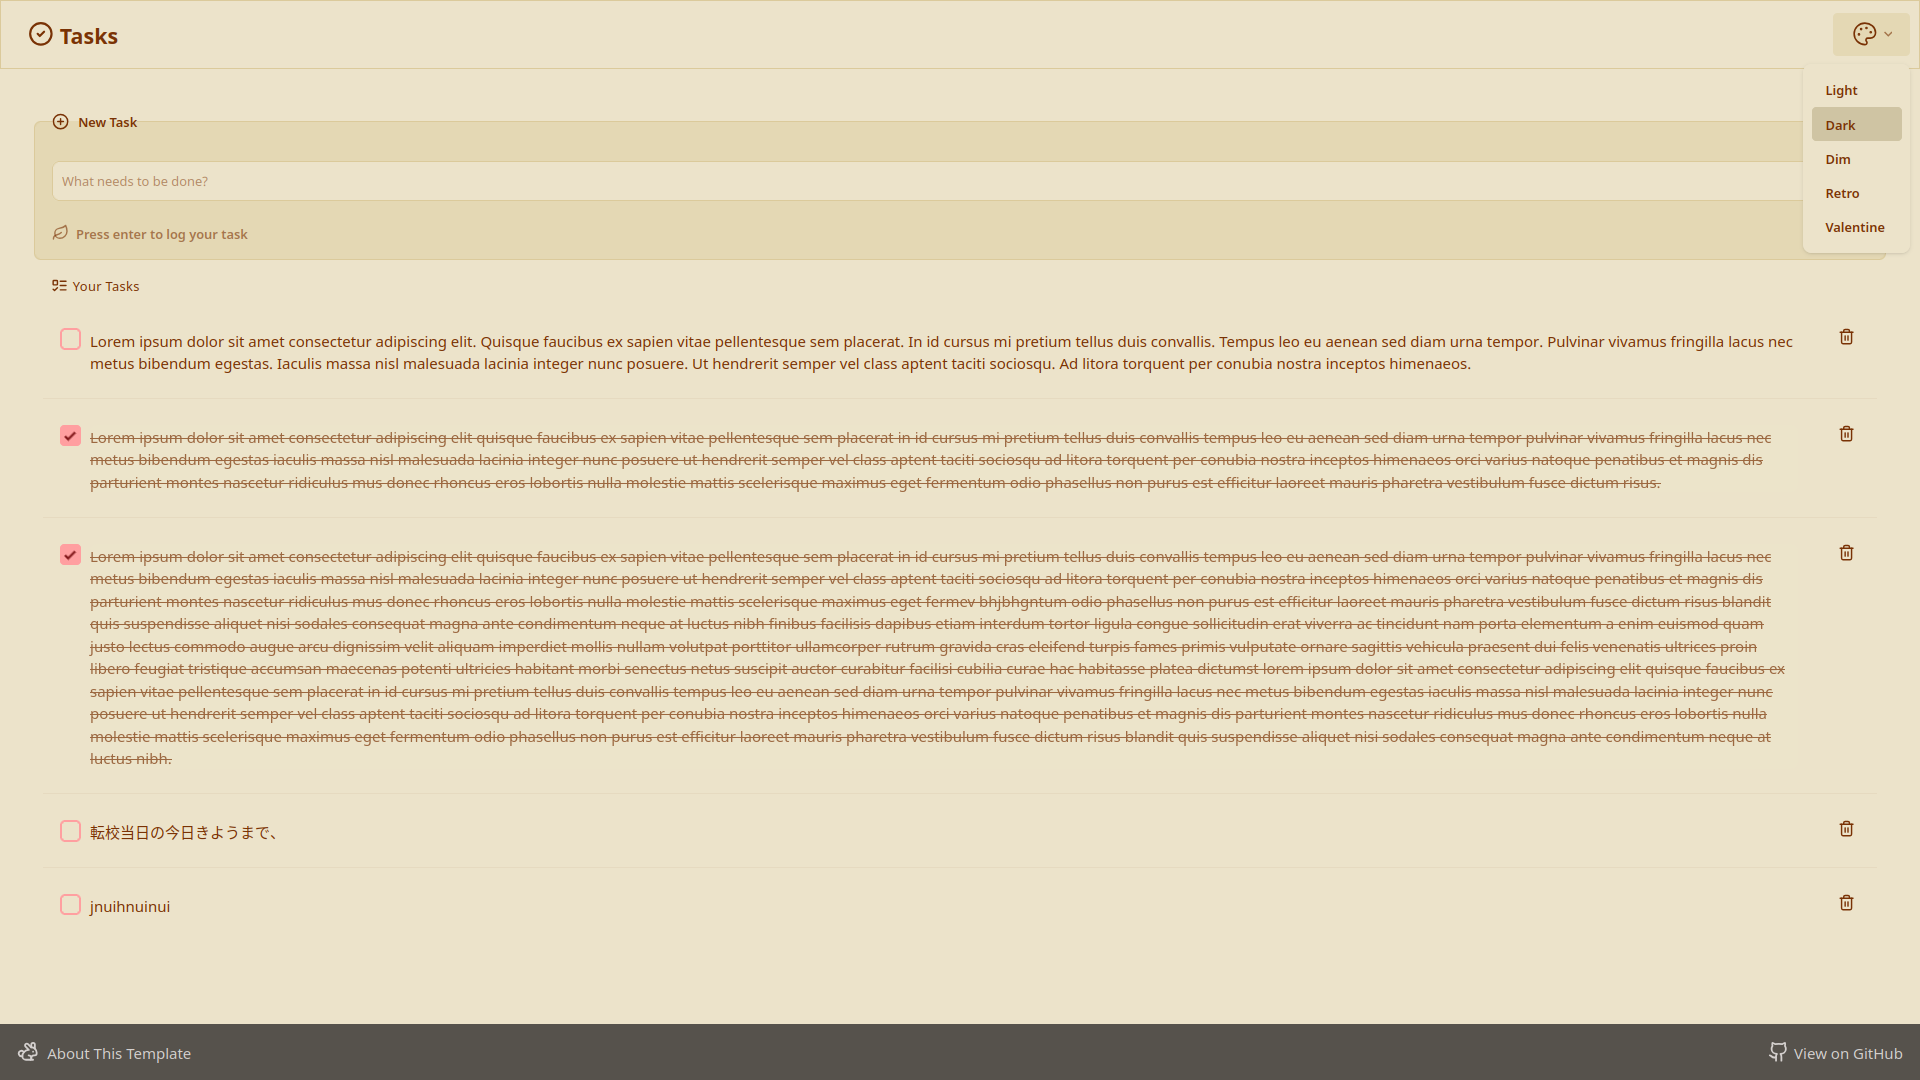 Tasks
Light
Dark
Dim
Retro
Valentine
New Task
What needs to be done?
Press enter to log your task
Your Tasks
Lorem ipsum dolor sit amet consectetur adipiscing elit. Quisque faucibus ex sapien vitae pellentesque sem placerat. In id cursus mi pretium tellus duis convallis. Tempus leo eu aenean sed diam urna tempor. Pulvinar vivamus fringilla lacus nec
metus bibendum egestas. Iaculis massa nisl malesuada lacinia integer nunc posuere. Ut hendrerit semper vel class aptent taciti sociosqu. Ad litora torquent per conubia nostra inceptos himenaeos.
Lorem ipsum dolor sit amet consectetur adipiscing elit quisque faucibus ex sapien vitae pellentesque sem placerat in id cursus mi pretium tellus duis convallis tempus leo eu aenean sed diam urna tempor pulvinar vivamus fringilla lacus nec
metus bibendum egestas iaculis massa nisl malesuada lacinia integer nunc posuere ut hendrerit semper vel class aptent taciti sociosqu ad litora torquent per conubia nostra inceptos himenaeos orci varius natoque penatibus et magnis dis
parturient montes nascetur ridiculus mus donec rhoncus eros lobortis nulla molestie mattis scelerisque maximus eget fermentum odio phasellus non purus est efficitur laoreet mauris pharetra vestibulum fusce dictum risus.
Lorem ipsum dolor sit amet consectetur adipiscing elit quisque faucibus ex sapien vitae pellentesque sem placerat in id cursus mi pretium tellus duis convallis tempus leo eu aenean sed diam urna tempor pulvinar vivamus fringilla lacus nec
metus bibendum egestas iaculis massa nisl malesuada lacinia integer nunc posuere ut hendrerit semper vel class aptent taciti sociosqu ad litora torquent per conubia nostra inceptos himenaeos orci varius natoque penatibus et magnis dis
parturient montes nascetur ridiculus mus donec rhoncus eros lobortis nulla molestie mattis scelerisque maximus eget fermev bhjbhgntum odio phasellus non purus est efficitur laoreet mauris pharetra vestibulum fusce dictum risus blandit
quis suspendisse aliquet nisi sodales consequat magna ante condimentum neque at luctus nibh finibus facilisis dapibus etiam interdum tortor ligula congue sollicitudin erat viverra ac tincidunt nam porta elementum a enim euismod quam
justo lectus commodo augue arcu dignissim velit aliquam imperdiet mollis nullam volutpat porttitor ullamcorper rutrum gravida cras eleifend turpis fames primis vulputate ornare sagittis vehicula praesent dui felis venenatis ultrices proin
libero feugiat tristique accumsan maecenas potenti ultricies habitant morbi senectus netus suscipit auctor curabitur facilisi cubilia curae hac habitasse platea dictumst lorem ipsum dolor sit amet consectetur adipiscing elit quisque faucibus ex
sapien vitae pellentesque sem placerat in id cursus mi pretium tellus duis convallis tempus leo eu aenean sed diam urna tempor pulvinar vivamus fringilla lacus nec metus bibendum egestas iaculis massa nisl malesuada lacinia integer nunc
posuere ut hendrerit semper vel class aptent taciti sociosqu ad litora torquent per conubia nostra inceptos himenaeos orci varius natoque penatibus et magnis dis parturient montes nascetur ridiculus mus donec rhoncus eros lobortis nulla
molestie mattis scelerisque maximus eget fermentum odio phasellus non purus est efficitur laoreet mauris pharetra vestibulum fusce dictum risus blandit quis suspendisse aliquet nisi sodales consequat magna ante condimentum neque at
luctus nibh.
転校当日の今日きようまで、
jnuihnuinui
About This Template
View on GitHub